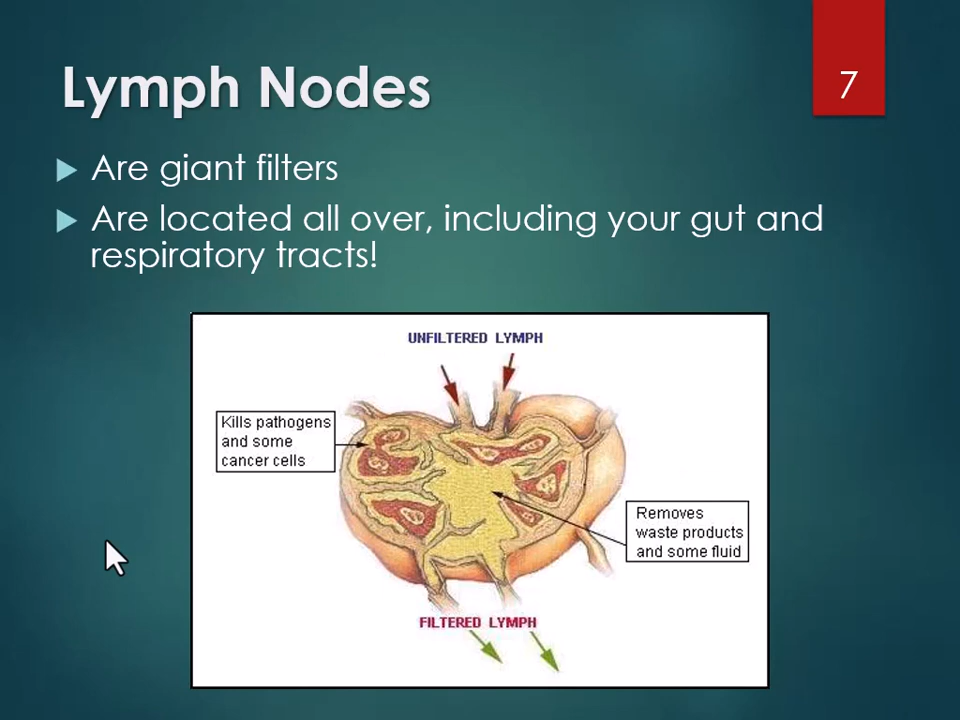 Lymph Nodes
7
Are giant filters
Are located all over, including your gut and
respiratory tracts!
UNFILTERED LYMPH
Kills pathogens
and some
cancer cells
Removes
waste products
and some fluid
FILTERED LYMPH